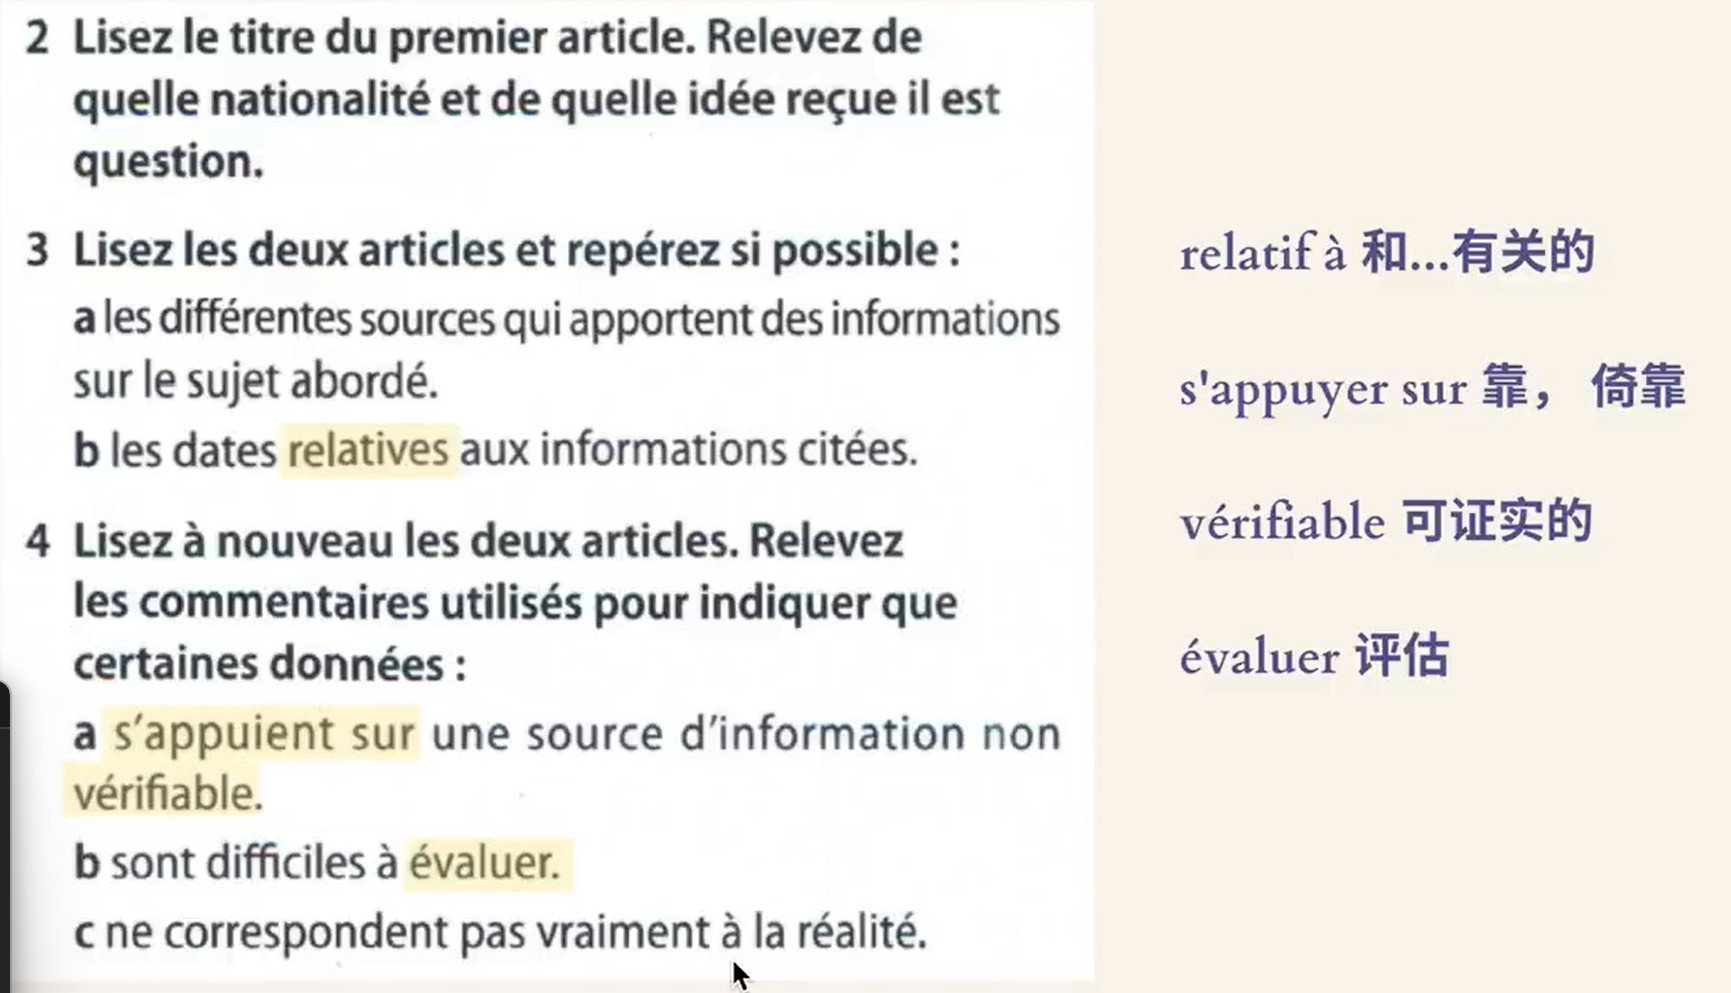 2 Lisez le titre du premier article. Relevez de
quelle nationalité et de quelle idée reçue il est
question.
3 Lisez les deux articles et repérez si possible :
a les différentes sources qui apportent des informations
sur le sujet abordé.
b les dates relatives aux informations citées.
4 Lisez à nouveau les deux articles. Relevez
les commentaires utilisés pour indiquer que
certaines données :
a s'appuient sur une source d'information non
vérifiable.
b sont difficiles à évaluer.
c ne correspondent pas vraiment à la réalité.
relatif à 和...有关的
s'appuyer sur 靠， 倚靠
vérifiable 可证实的
évaluer 评估